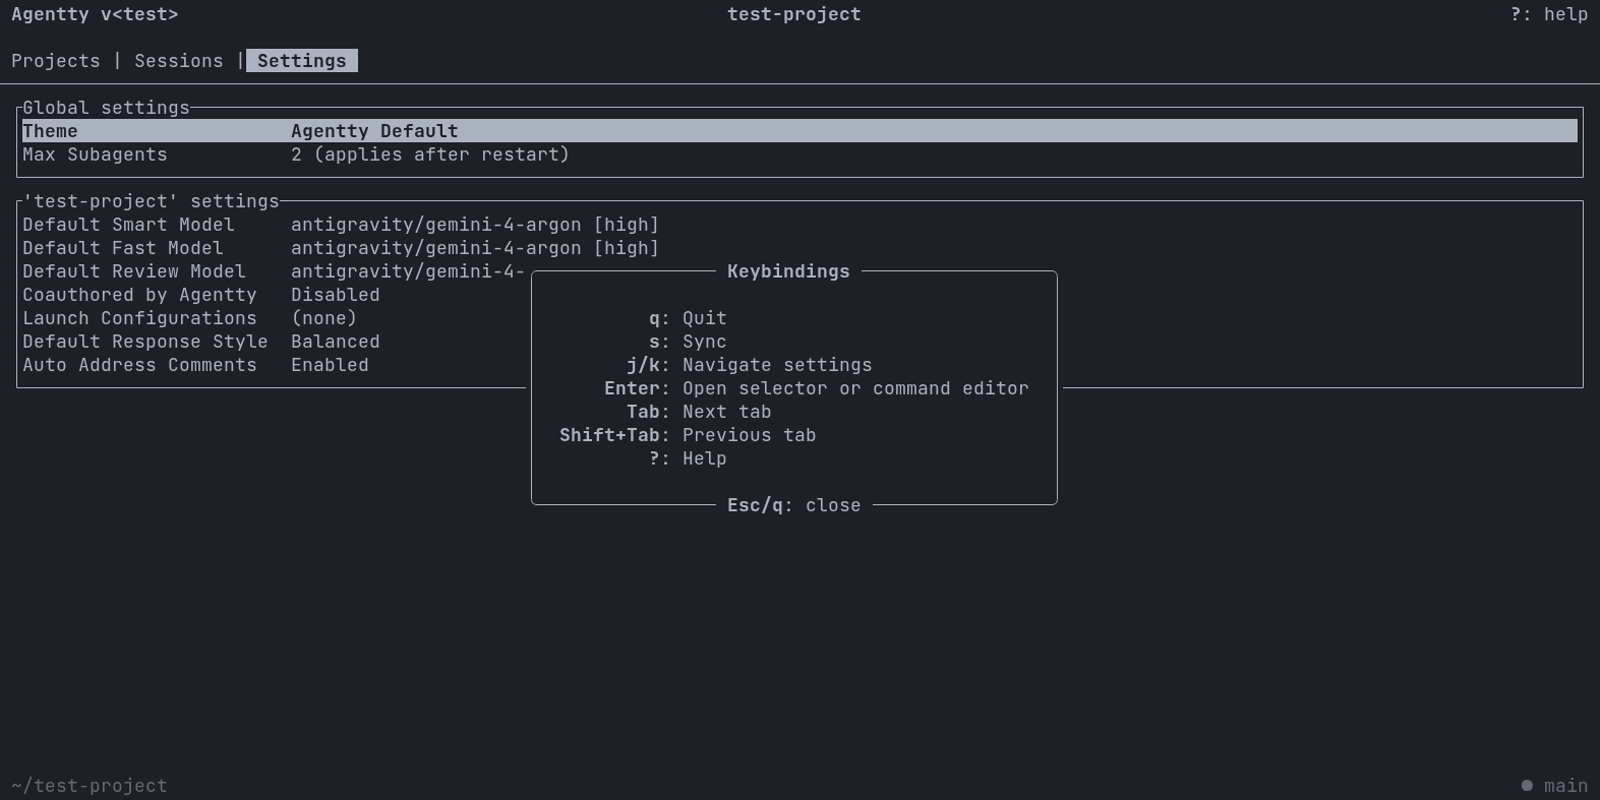 Agentty v<test> test-project ?: help
Projects | Sessions | Settings
Global settings
Theme Agentty Default
Max Subagents 2 (applies after restart)
'test-project' settings
Default Smart Model antigravity/gemini-4-argon [high]
Default Fast Model antigravity/gemini-4-argon [high]
Default Review Model antigravity/gemini-4-
Coauthored by Agentty Disabled
Launch Configurations (none)
Default Response Style Balanced
Auto Address Comments Enabled
Keybindings
q: Quit
s: Sync
j/k: Navigate settings
Enter: Open selector or command editor
Tab: Next tab
Shift+Tab: Previous tab
?: Help
Esc/q: close
~/test-project ● main